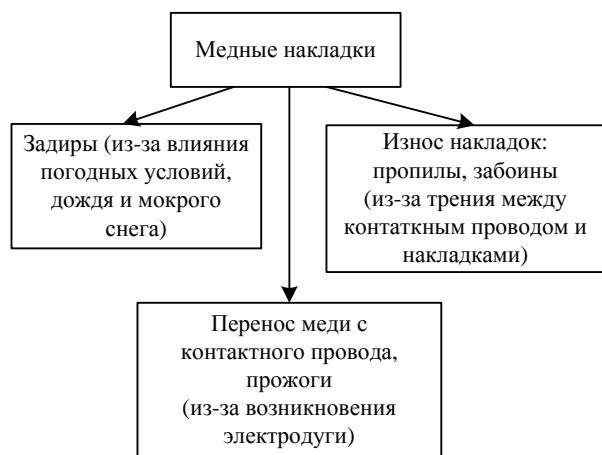 Медные накладки
Задиры (из-за влияния
погодных условий,
дождя и мокрого
снега)
Износ накладок:
пропилы, забоины
(из-за трения между
контаткным проводом и
накладками)
Перенос меди с
контактного провода,
прожоги
(из-за возникновения
электродуги)